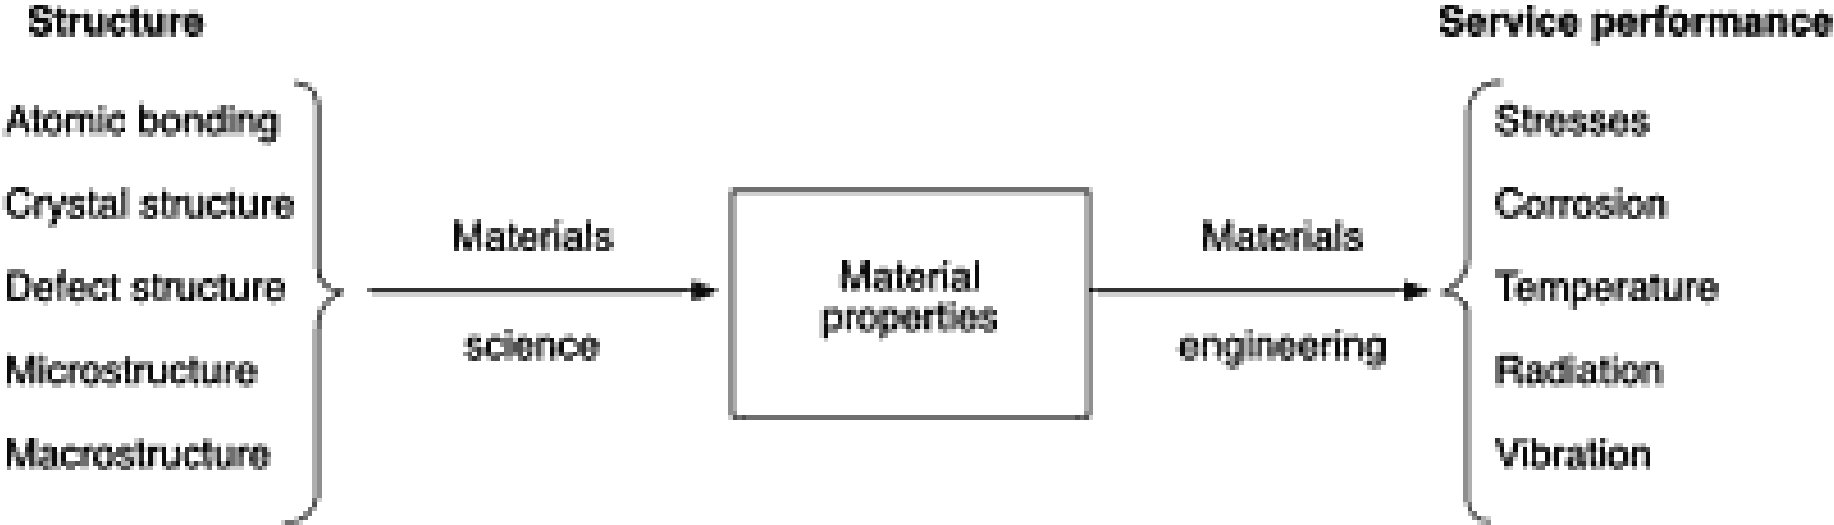 Structure
Atomic bonding
Crystal structure
Defect structure
Microstructure
Macrostructure
Materials
science
Material
properties
Materials
engineering
Service performance
Stresses
Corrosion
Temperature
Radiation
Vibration